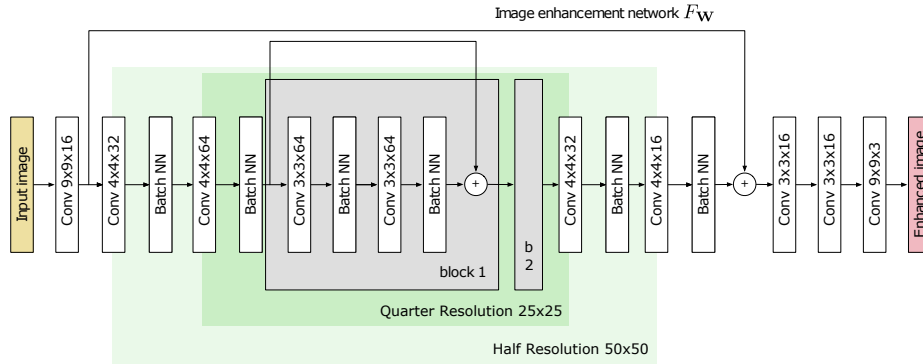 Image enhancement network F_W
Input image
Conv 9x9x16
Conv 4x4x32
Batch NN
Conv 4x4x64
Batch NN
Conv 3x3x64
Batch NN
Conv 3x3x64
Batch NN
+
b
2
Conv 4x4x32
Batch NN
Conv 4x4x16
Batch NN
+
Conv 3x3x16
Conv 3x3x16
Conv 9x9x3
Enhanced image
block 1
Quarter Resolution 25x25
Half Resolution 50x50